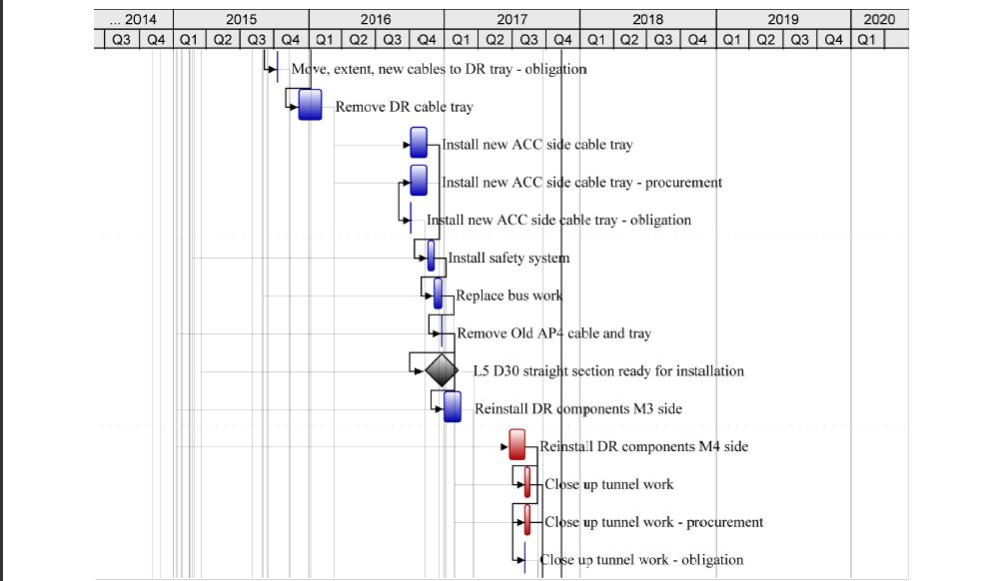 ... 2014 2015 2016 2017 2018 2019 2020
Q3 Q4 Q1 Q2 Q3 Q4 Q1 Q2 Q3 Q4 Q1 Q2 Q3 Q4 Q1 Q2 Q3 Q4 Q1 Q2 Q3 Q4 Q1
Move, extent, new cables to DR tray - obligation
Remove DR cable tray
Install new ACC side cable tray
Install new ACC side cable tray - procurement
Install new ACC side cable tray - obligation
Install safety system
Replace bus work
Remove Old AP4 cable and tray
L5 D30 straight section ready for installation
Reinstall DR components M3 side
Reinstall DR components M4 side
Close up tunnel work
Close up tunnel work - procurement
Close up tunnel work - obligation